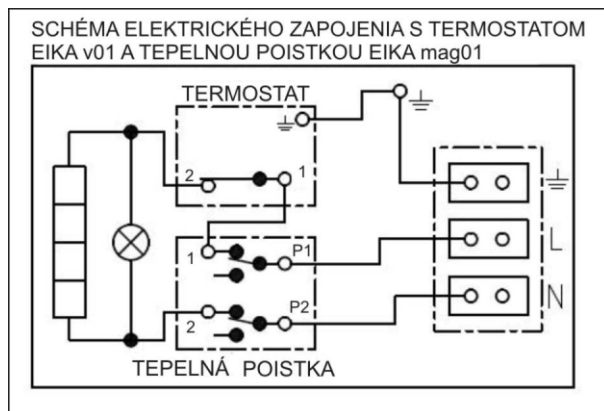 SCHÉMA ELEKTRICKÉHO ZAPOJENIA S TERMOSTATOM
EIKA v01 A TEPELNOU POISTKOU EIKA mag01
TERMOSTAT
2
1
1
P1
L
2
P2
N
TEPELNÁ POISTKA